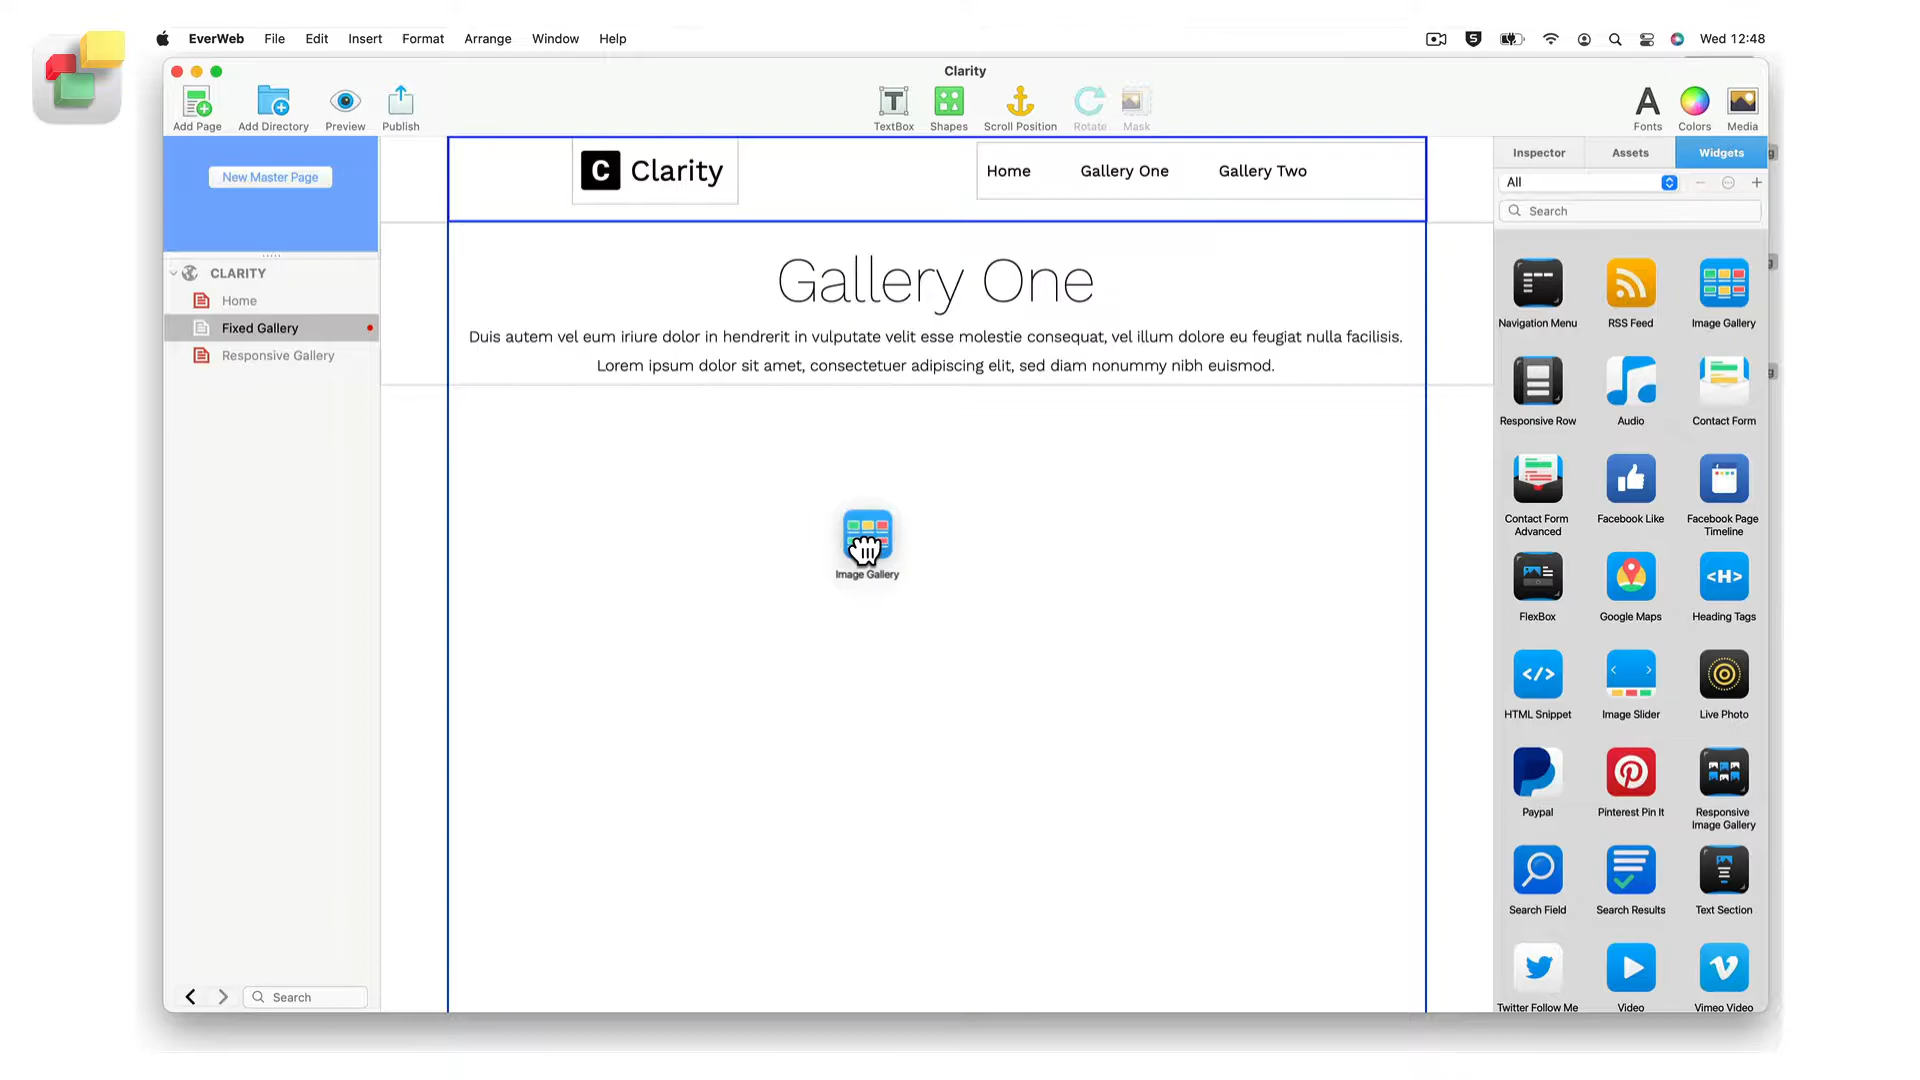 EverWeb File Edit Insert Format Arrange Window Help
Wed 12:48
Clarity
Add Page Add Directory Preview Publish
TextBox Shapes Scroll Position Rotate Mask
Fonts Colors Media
New Master Page
C Clarity
Home Gallery One Gallery Two
Inspector Assets Widgets
All
Search
CLARITY
Home
Fixed Gallery
Responsive Gallery
Gallery One
Duis autem vel eum iriure dolor in hendrerit in vulputate velit esse molestie consequat, vel illum dolore eu feugiat nulla facilisis.
Lorem ipsum dolor sit amet, consectetuer adipiscing elit, sed diam nonummy nibh euismod.
Image Gallery
Navigation Menu RSS Feed Image Gallery
Responsive Row Audio Contact Form
Contact Form Facebook Like Facebook Page
Advanced Timeline
<H>
FlexBox Google Maps Heading Tags
</>
HTML Snippet Image Slider Live Photo
Paypal Pinterest Pin It Responsive
Image Gallery
Search Field Search Results Text Section
Twitter Follow Me Video Vimeo Video
Search